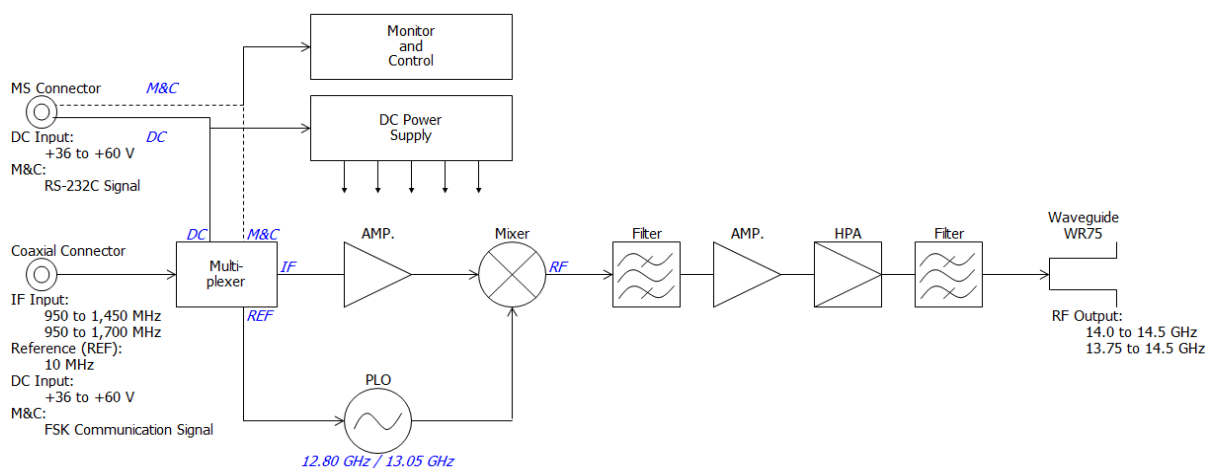 Monitor
and
Control
MS Connector
M&C
DC Power
Supply
DC Input:
DC
+36 to +60 V
M&C:
RS-232C Signal
Coaxial Connector
DC
M&C
AMP.
Mixer
Filter
AMP.
HPA
Filter
Waveguide
WR75
Multi-
plexer
IF
RF
IF Input:
950 to 1,450 MHz
950 to 1,700 MHz
REF
RF Output:
14.0 to 14.5 GHz
13.75 to 14.5 GHz
Reference (REF):
10 MHz
DC Input:
+36 to +60 V
M&C:
FSK Communication Signal
PLO
12.80 GHz / 13.05 GHz